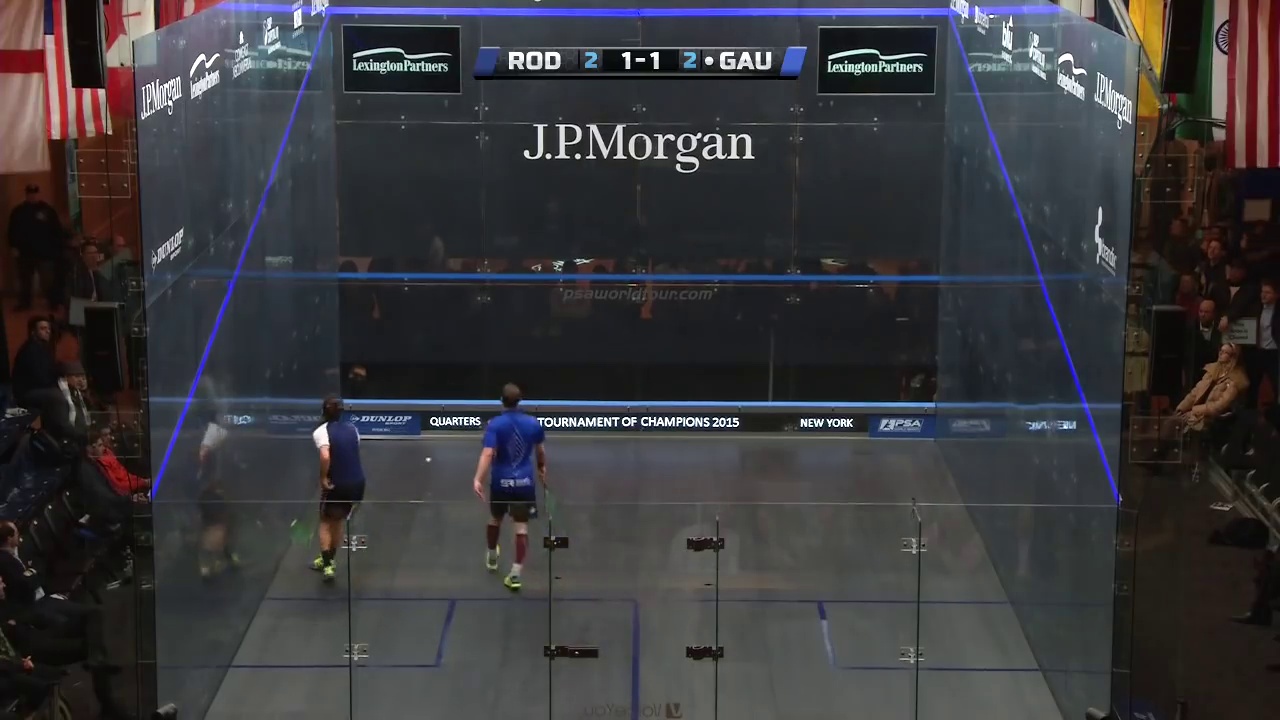 LexingtonPartners
ROD 2 1-1 2 • GAU
LexingtonPartners
J.P.Morgan
J.P.Morgan
J.P.Morgan
DUNLOP
psaworldtour.com
DUNLOP
QUARTERS
TOURNAMENT OF CHAMPIONS 2015
NEW YORK
PSA